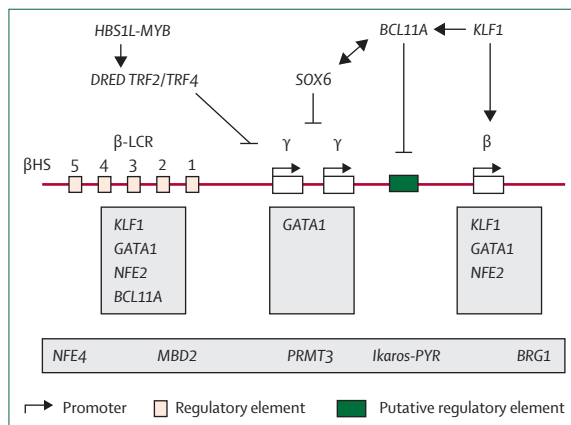 HBS1L-MYB
BCL11A
KLF1
DRED TRF2/TRF4
SOX6
β-LCR
γ
γ
β
βHS
5 4 3 2 1
KLF1
GATA1
NFE2
BCL11A
GATA1
KLF1
GATA1
NFE2
NFE4 MBD2 PRMT3 Ikaros-PYR BRG1
Promoter Regulatory element Putative regulatory element